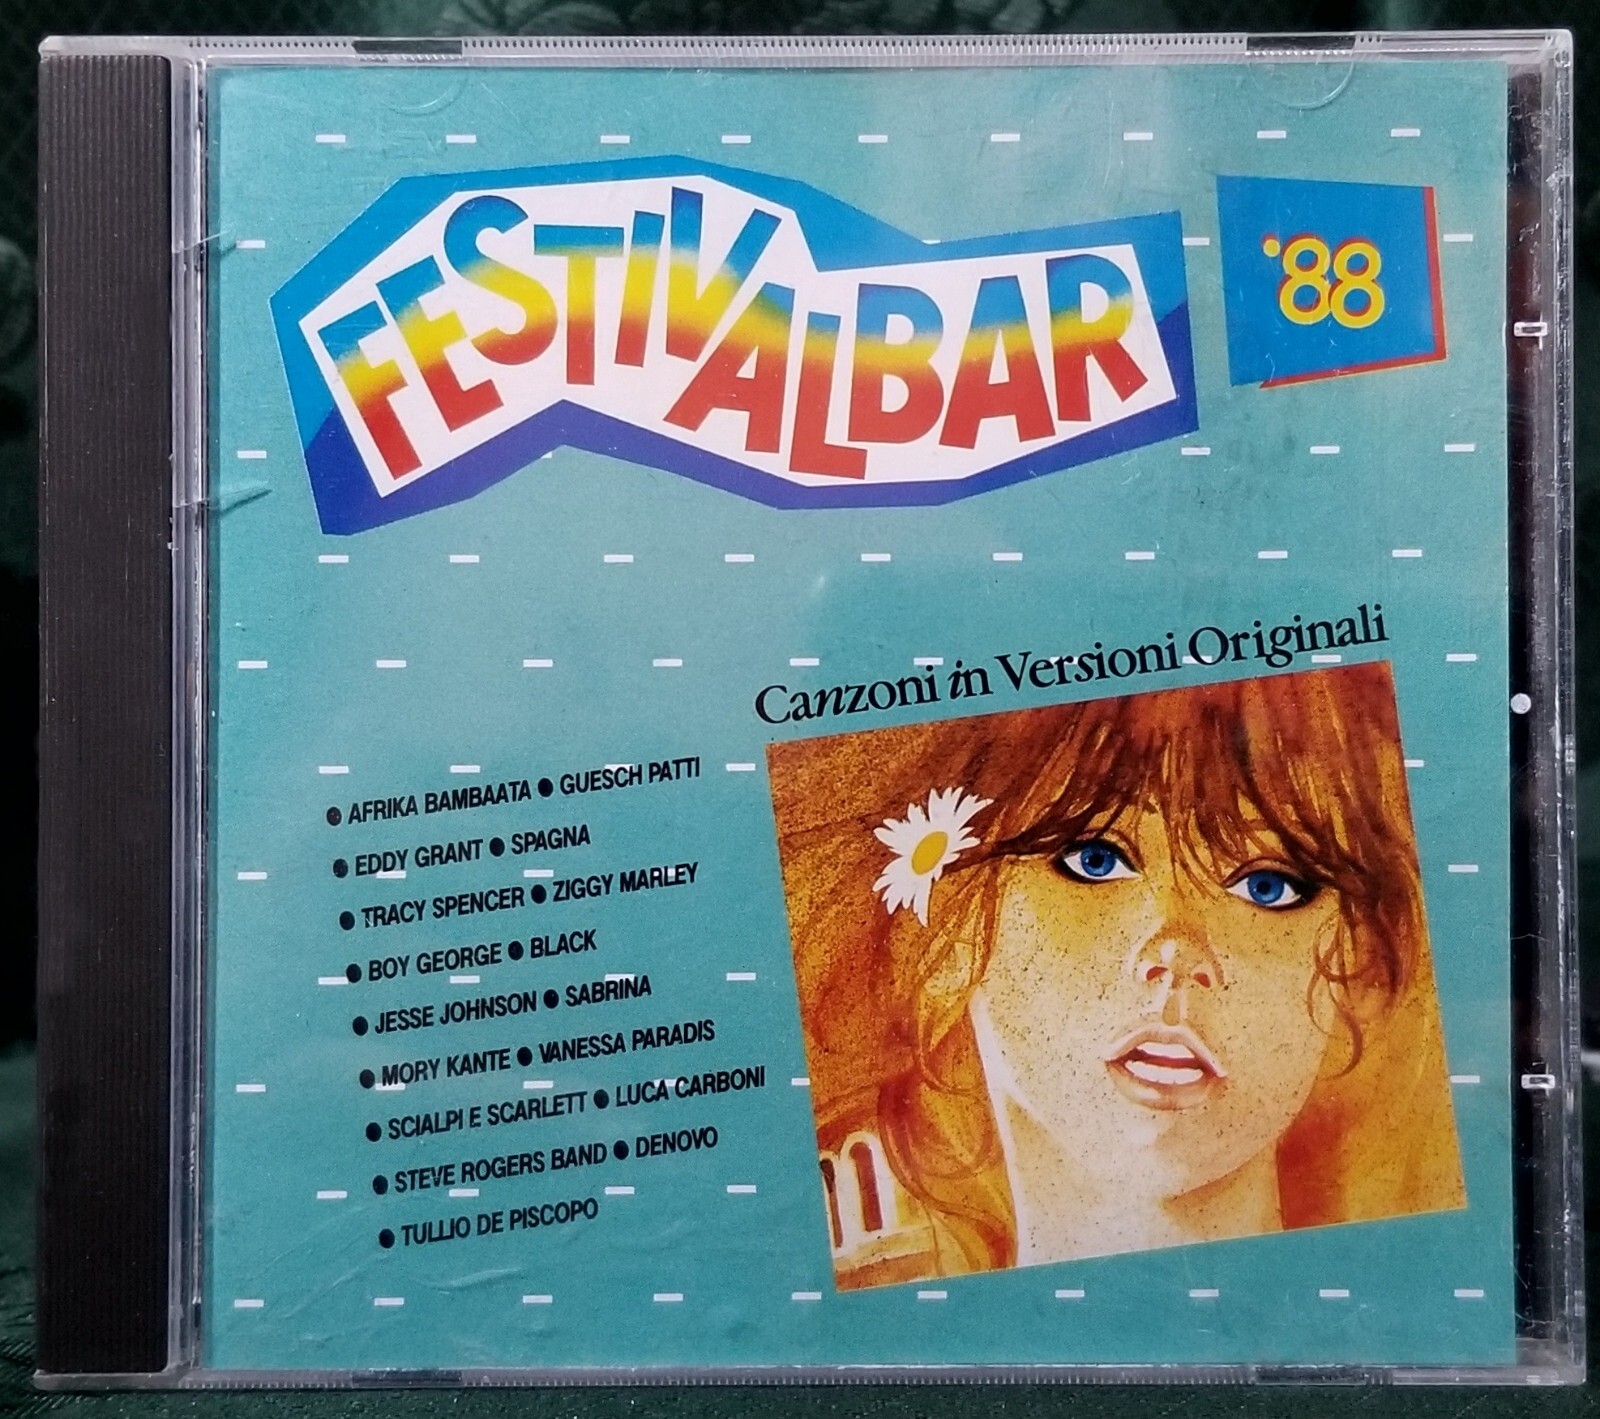 FESTIVALBAR
'88
Canzoni in Versioni Originali
● AFRIKA BAMBAATA ● GUESCH PATTI
● EDDY GRANT ● SPAGNA
● TRACY SPENCER ● ZIGGY MARLEY
● BOY GEORGE ● BLACK
● JESSE JOHNSON ● SABRINA
● MORY KANTE ● VANESSA PARADIS
● SCIALPI E SCARLETT ● LUCA CARBONI
● STEVE ROGERS BAND ● DENOVO
● TULLIO DE PISCOPO